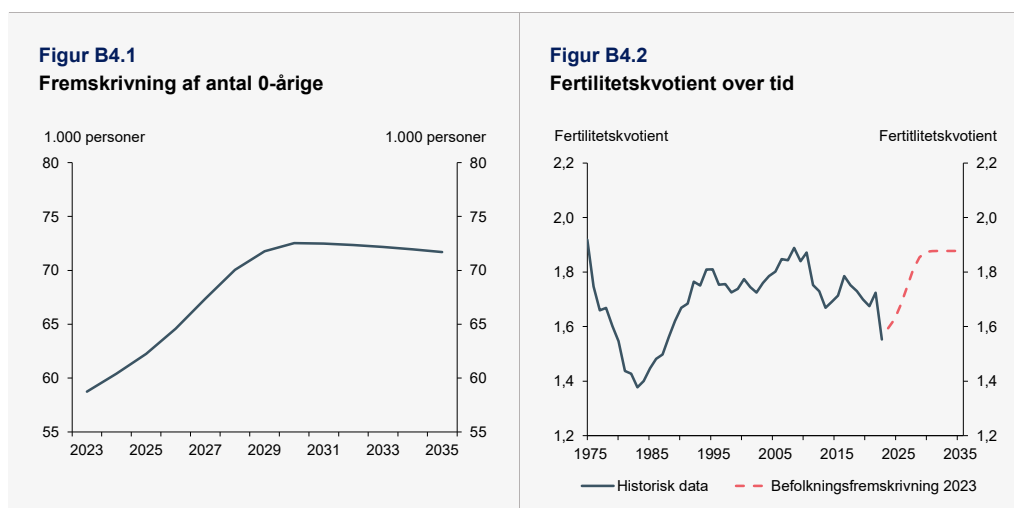 Figur B4.1
Fremskrivning af antal 0-årige
1.000 personer 1.000 personer
80 80
75 75
70 70
65 65
60 60
55 55
2023 2025 2027 2029 2031 2033 2035
Figur B4.2
Fertilitetskvotient over tid
Fertilitetskvotient Fertitlitetskvotient
2,2 2,2
2,0 2,0
1,8 1,8
1,6 1,6
1,4 1,4
1,2 1,2
1975 1985 1995 2005 2015 2025 2035
Historisk data Befolkningsfremskrivning 2023